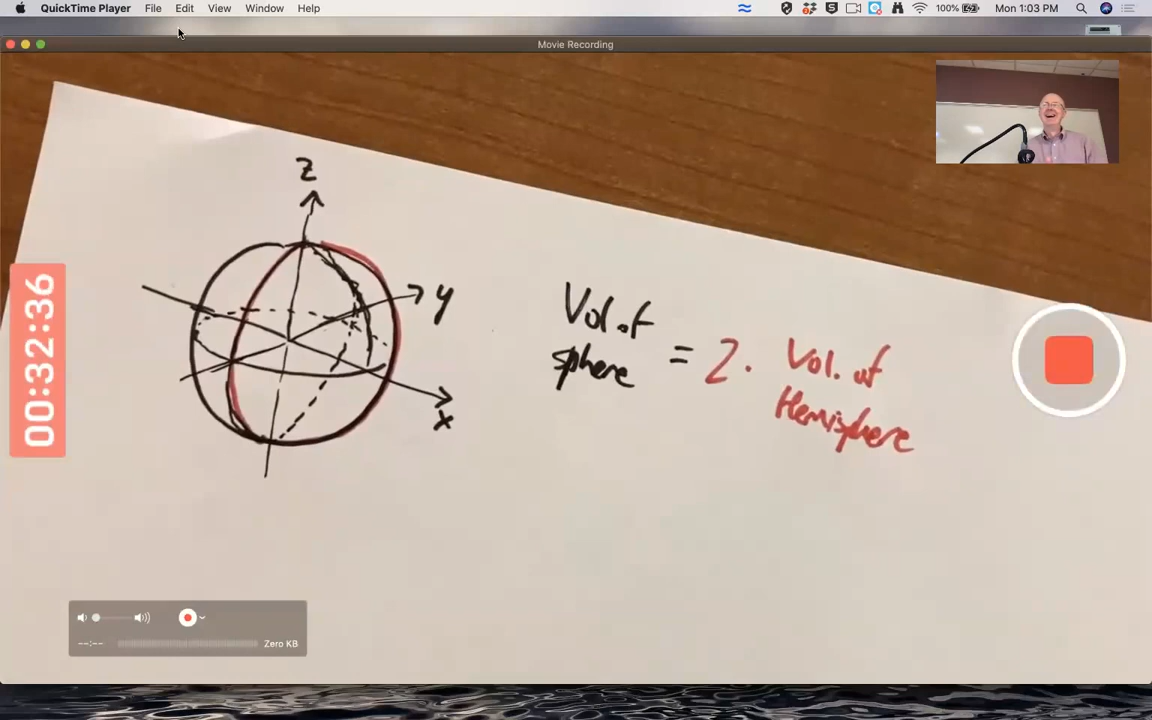 QuickTime Player File Edit View Window Help 100% Mon 1:03 PM
Movie Recording
z
y
x
Vol. of
sphere
= 2. Vol. of
Hemisphere
00:32:36
--:-- Zero KB